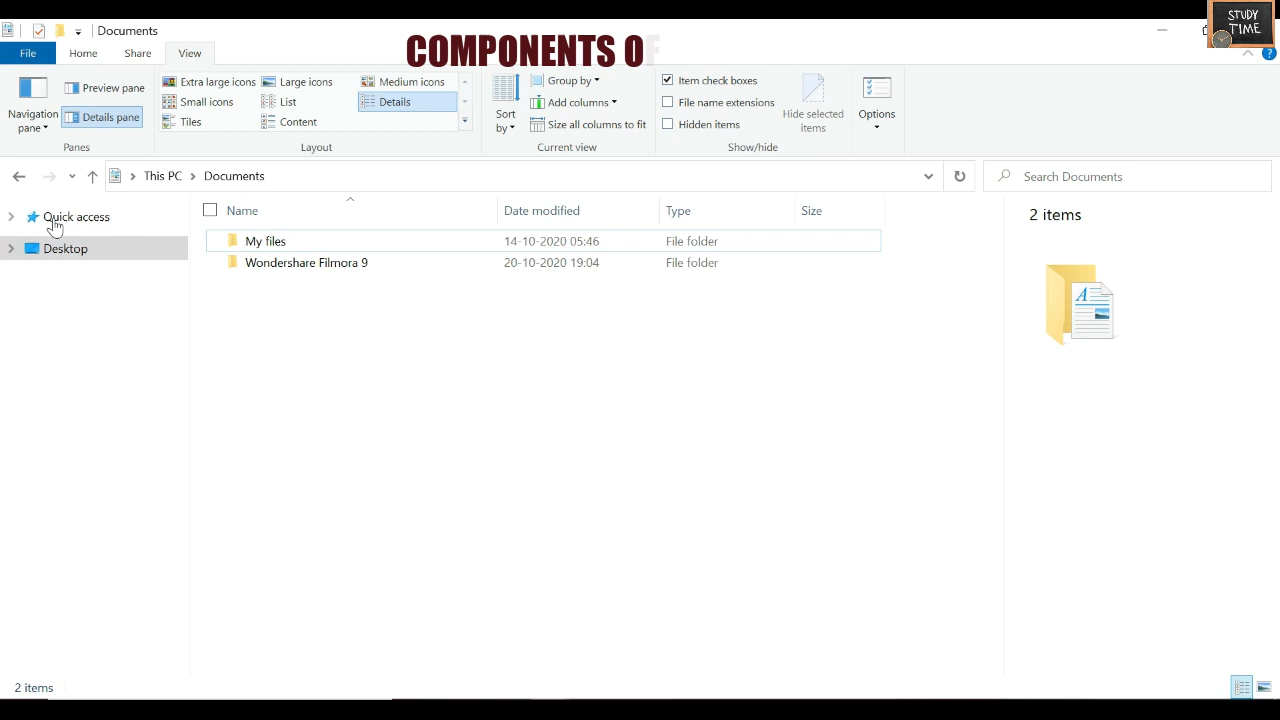 Documents
COMPONENTS OF
STUDY
TIME
File Home Share View
Navigation
pane
Preview pane
Details pane
Panes
Extra large icons Large icons Medium icons
Small icons List Details
Tiles Content
Layout
Sort
by
Group by
Add columns
Size all columns to fit
Current view
Item check boxes
File name extensions
Hidden items
Hide selected
items
Show/hide
Options
This PC > Documents
Search Documents
Quick access
Desktop
Name Date modified Type Size
My files 14-10-2020 05:46 File folder
Wondershare Filmora 9 20-10-2020 19:04 File folder
2 items
2 items